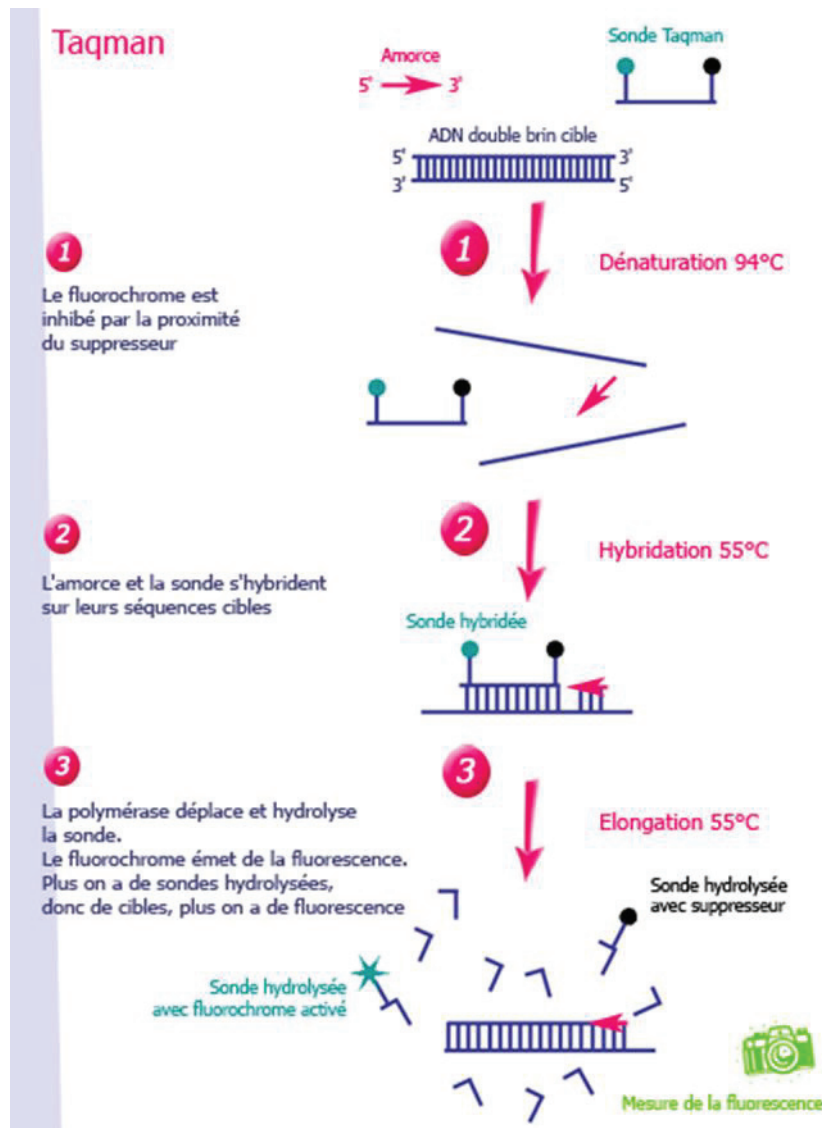 Taqman
Sonde Taqman
Amorce
5' 3'
ADN double brin cible
5' 3'
3' 5'
1
Le fluorochrome est
inhibé par la proximité
du suppresseur
1
Dénaturation 94°C
2
L'amorce et la sonde s'hybrident
sur leurs séquences cibles
2
Hybridation 55°C
Sonde hybridée
3
La polymérase déplace et hydrolyse
la sonde.
Le fluorochrome émet de la fluorescence.
Plus on a de sondes hydrolysées,
donc de cibles, plus on a de fluorescence
3
Elongation 55°C
Sonde hydrolysée
avec suppresseur
Sonde hydrolysée
avec fluorochrome activé
Mesure de la fluorescence